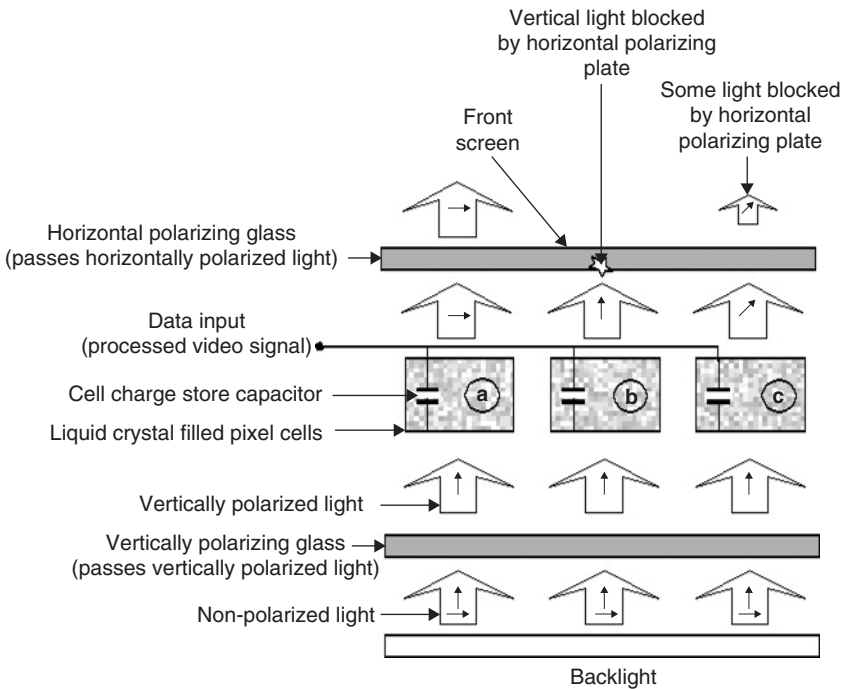 Vertical light blocked
by horizontal polarizing
plate
Some light blocked
by horizontal
polarizing plate
Front
screen
Horizontal polarizing glass
(passes horizontally polarized light)
Data input
(processed video signal)
Cell charge store capacitor
a
b
c
Liquid crystal filled pixel cells
Vertically polarized light
Vertically polarizing glass
(passes vertically polarized light)
Non-polarized light
Backlight